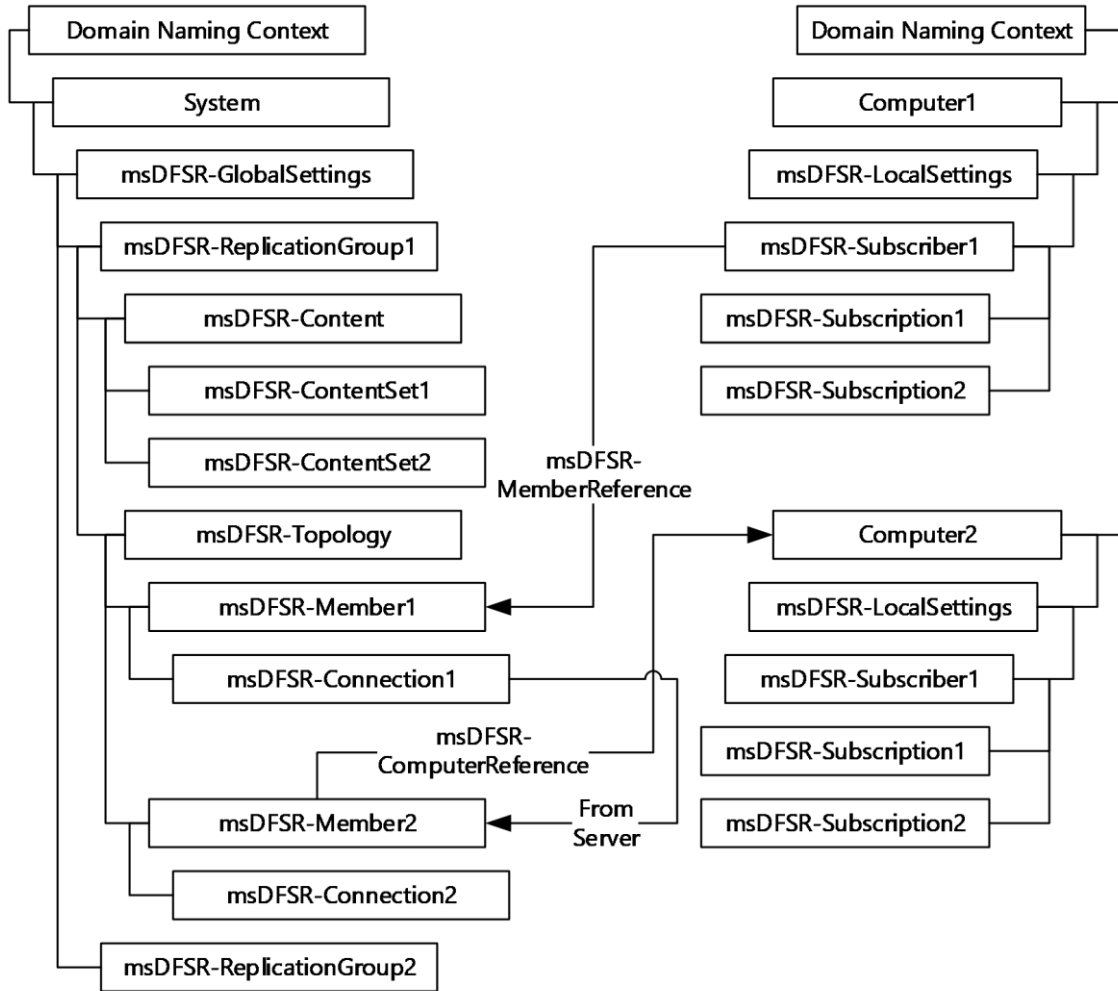 Domain Naming Context
System
msDFSR-GlobalSettings
msDFSR-ReplicationGroup1
msDFSR-Content
msDFSR-ContentSet1
msDFSR-ContentSet2
msDFSR-Topology
msDFSR-Member1
msDFSR-Connection1
msDFSR-Member2
msDFSR-Connection2
msDFSR-ReplicationGroup2
msDFSR-
MemberReference
msDFSR-
ComputerReference
From
Server
Domain Naming Context
Computer1
msDFSR-LocalSettings
msDFSR-Subscriber1
msDFSR-Subscription1
msDFSR-Subscription2
Computer2
msDFSR-LocalSettings
msDFSR-Subscriber1
msDFSR-Subscription1
msDFSR-Subscription2